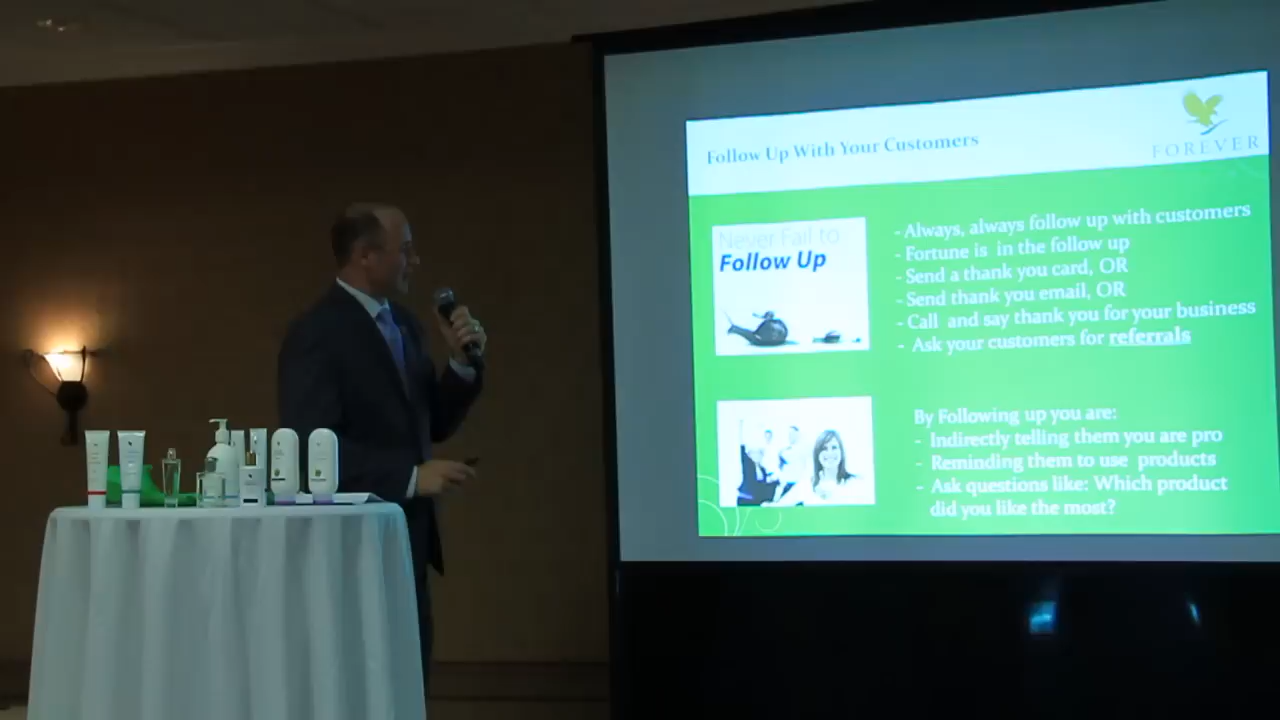 Follow Up With Your Customers
FOREVER
Never Fail to
Follow Up
- Always, always follow up with customers
- Fortune is in the follow up
- Send a thank you card, OR
- Send thank you email, OR
- Call and say thank you for your business
- Ask your customers for referrals
By Following up you are:
- Indirectly telling them you are pro
- Reminding them to use products
- Ask questions like: Which product
did you like the most?